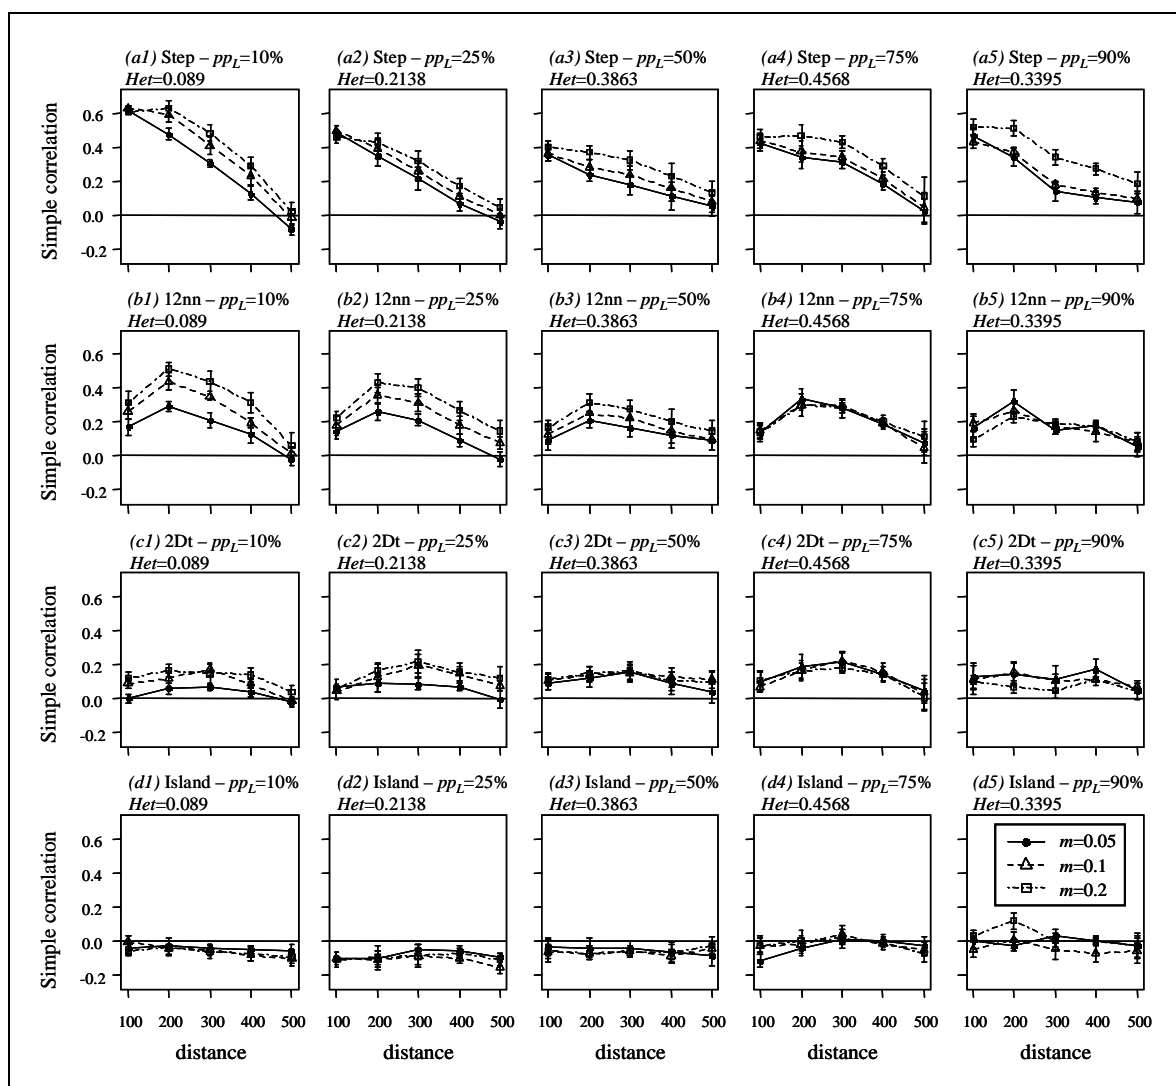 (a1) Step – ppL=10%
Het=0.089
(a2) Step – ppL=25%
Het=0.2138
(a3) Step – ppL=50%
Het=0.3863
(a4) Step – ppL=75%
Het=0.4568
(a5) Step – ppL=90%
Het=0.3395
Simple correlation
0.6
0.4
0.2
0.0
-0.2
(b1) 12nn – ppL=10%
Het=0.089
(b2) 12nn – ppL=25%
Het=0.2138
(b3) 12nn – ppL=50%
Het=0.3863
(b4) 12nn – ppL=75%
Het=0.4568
(b5) 12nn – ppL=90%
Het=0.3395
Simple correlation
0.6
0.4
0.2
0.0
-0.2
(c1) 2Dt – ppL=10%
Het=0.089
(c2) 2Dt – ppL=25%
Het=0.2138
(c3) 2Dt – ppL=50%
Het=0.3863
(c4) 2Dt – ppL=75%
Het=0.4568
(c5) 2Dt – ppL=90%
Het=0.3395
Simple correlation
0.6
0.4
0.2
0.0
-0.2
(d1) Island – ppL=10%
Het=0.089
(d2) Island – ppL=25%
Het=0.2138
(d3) Island – ppL=50%
Het=0.3863
(d4) Island – ppL=75%
Het=0.4568
(d5) Island – ppL=90%
Het=0.3395
Simple correlation
0.6
0.4
0.2
0.0
-0.2
m=0.05
m=0.1
m=0.2
100 200 300 400 500
100 200 300 400 500
100 200 300 400 500
100 200 300 400 500
100 200 300 400 500
distance
distance
distance
distance
distance